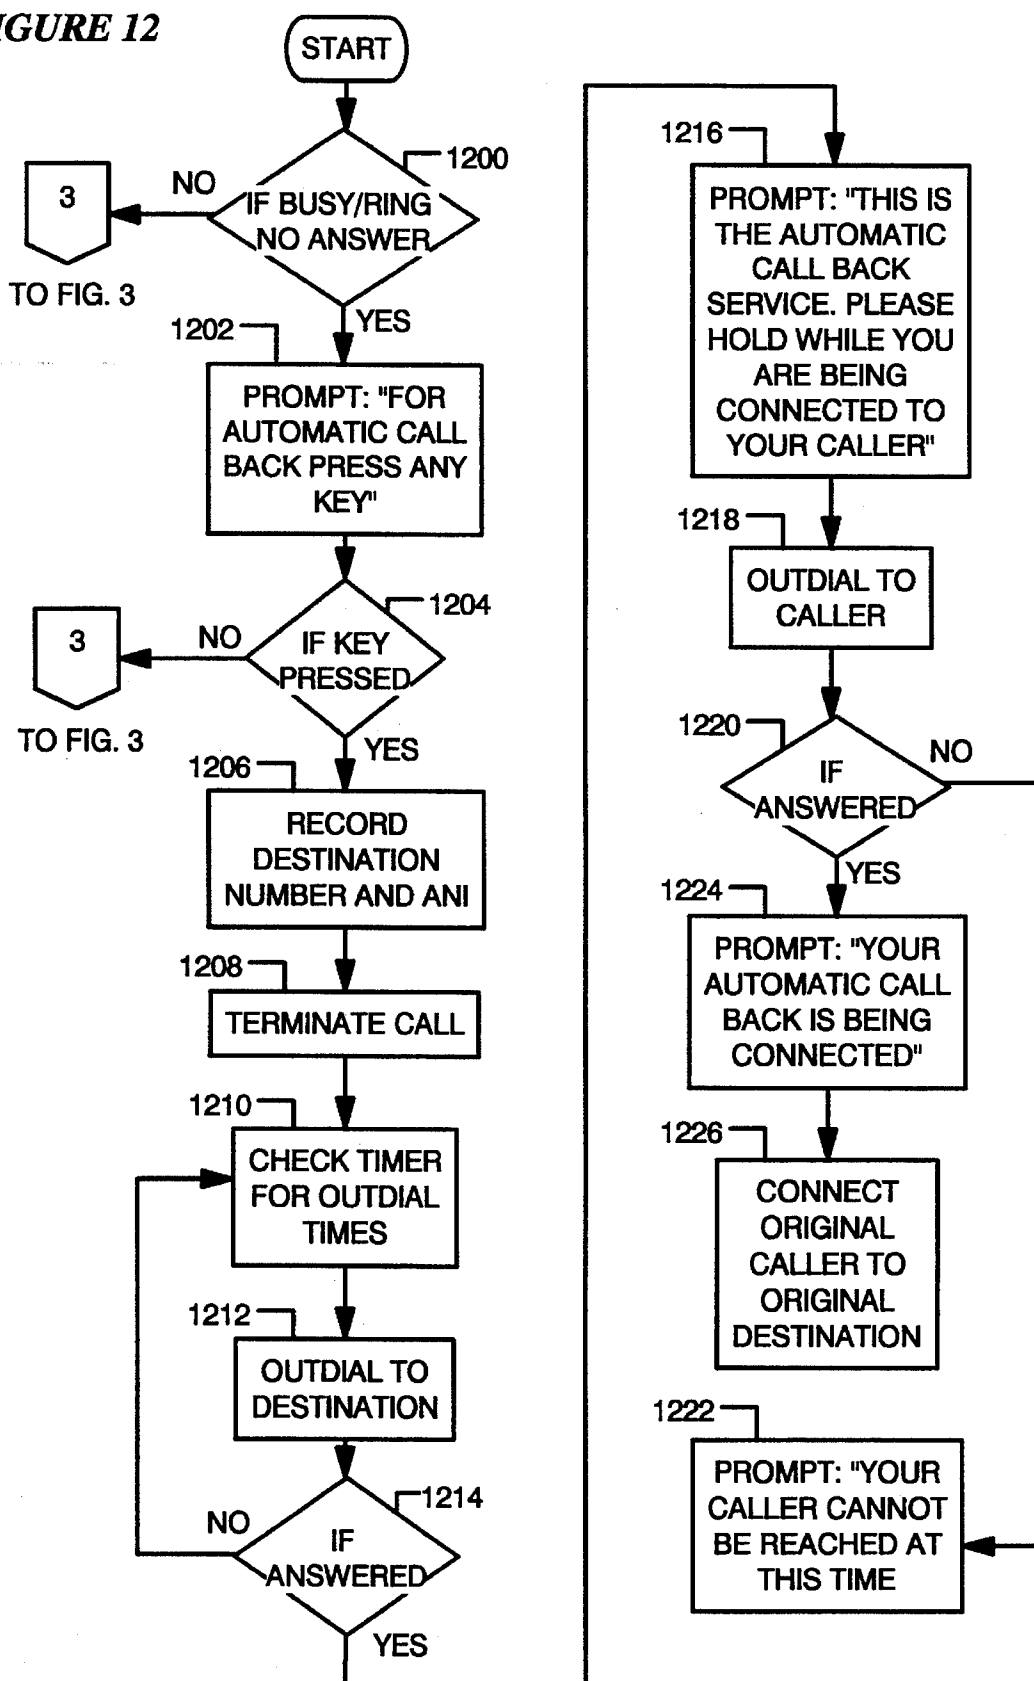 IGURE 12
START
1200
IF BUSY/RING
NO ANSWER
NO
3
TO FIG. 3
YES
1202
PROMPT: "FOR
AUTOMATIC CALL
BACK PRESS ANY
KEY"
1204
IF KEY
PRESSED
NO
3
TO FIG. 3
YES
1206
RECORD
DESTINATION
NUMBER AND ANI
1208
TERMINATE CALL
1210
CHECK TIMER
FOR OUTDIAL
TIMES
1212
OUTDIAL TO
DESTINATION
1214
NO
IF
ANSWERED
YES
1216
PROMPT: "THIS IS
THE AUTOMATIC
CALL BACK
SERVICE. PLEASE
HOLD WHILE YOU
ARE BEING
CONNECTED TO
YOUR CALLER"
1218
OUTDIAL TO
CALLER
1220
NO
IF
ANSWERED
YES
1224
PROMPT: "YOUR
AUTOMATIC CALL
BACK IS BEING
CONNECTED"
1226
CONNECT
ORIGINAL
CALLER TO
ORIGINAL
DESTINATION
1222
PROMPT: "YOUR
CALLER CANNOT
BE REACHED AT
THIS TIME